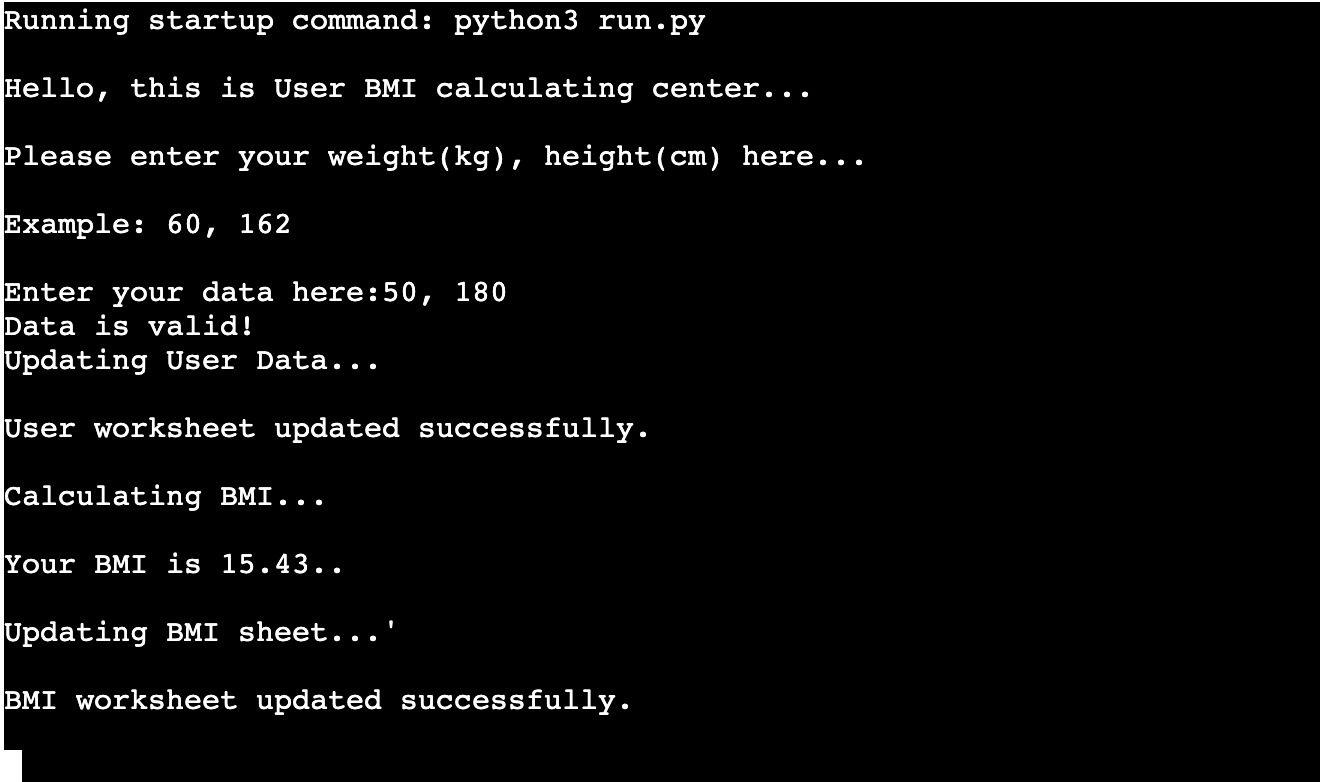 Running startup command: python3 run.py
Hello, this is User BMI calculating center...
Please enter your weight(kg), height(cm) here...
Example: 60, 162
Enter your data here:50, 180
Data is valid!
Updating User Data...
User worksheet updated successfully.
Calculating BMI...
Your BMI is 15.43..
Updating BMI sheet...'
BMI worksheet updated successfully.